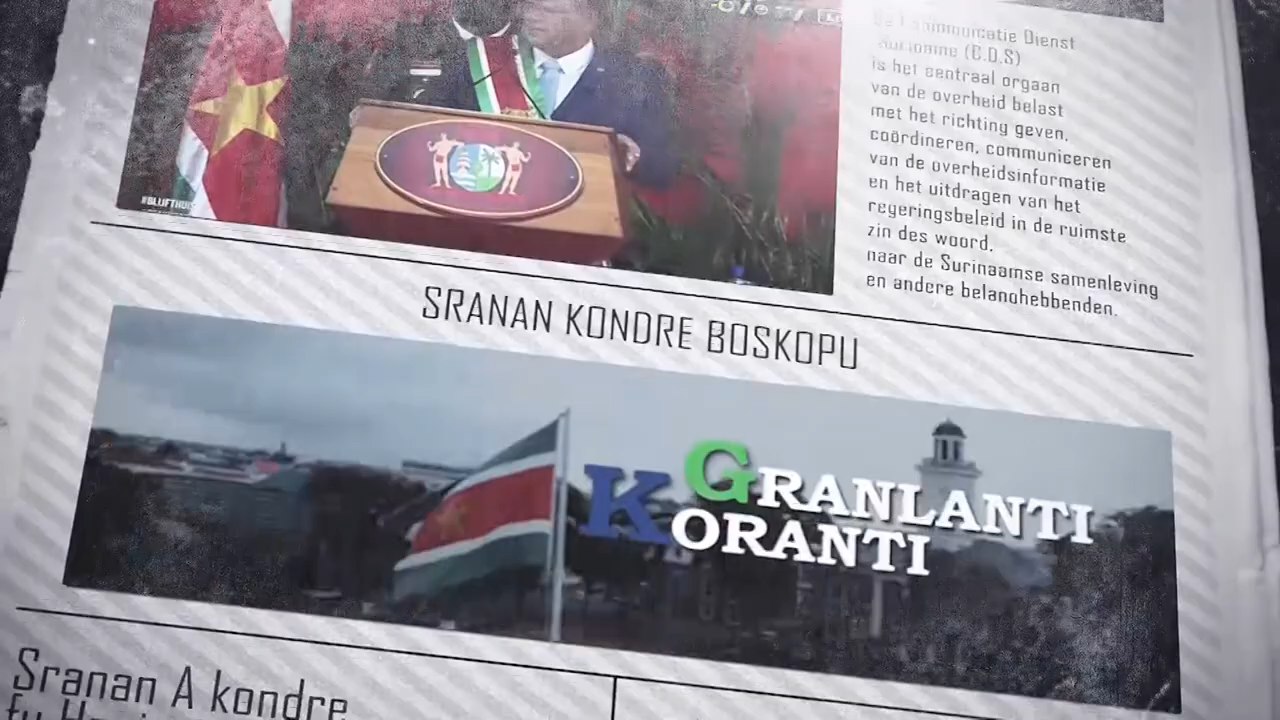 #BLIJFTHUIS
Communicatie Dienst
Suriname (C.D.S)
is het centraal orgaan
van de overheid belast
met het richting geven,
coördineren, communiceren
van de overheidsinformatie
en het uitdragen van het
regeringsbeleid in de ruimste
zin des woord,
naar de Surinaamse samenleving
en andere belanghebbenden.
SRANAN KONDRE BOSKOPU
GRANLANTI
KORANTI
Sranan A kondre
fu